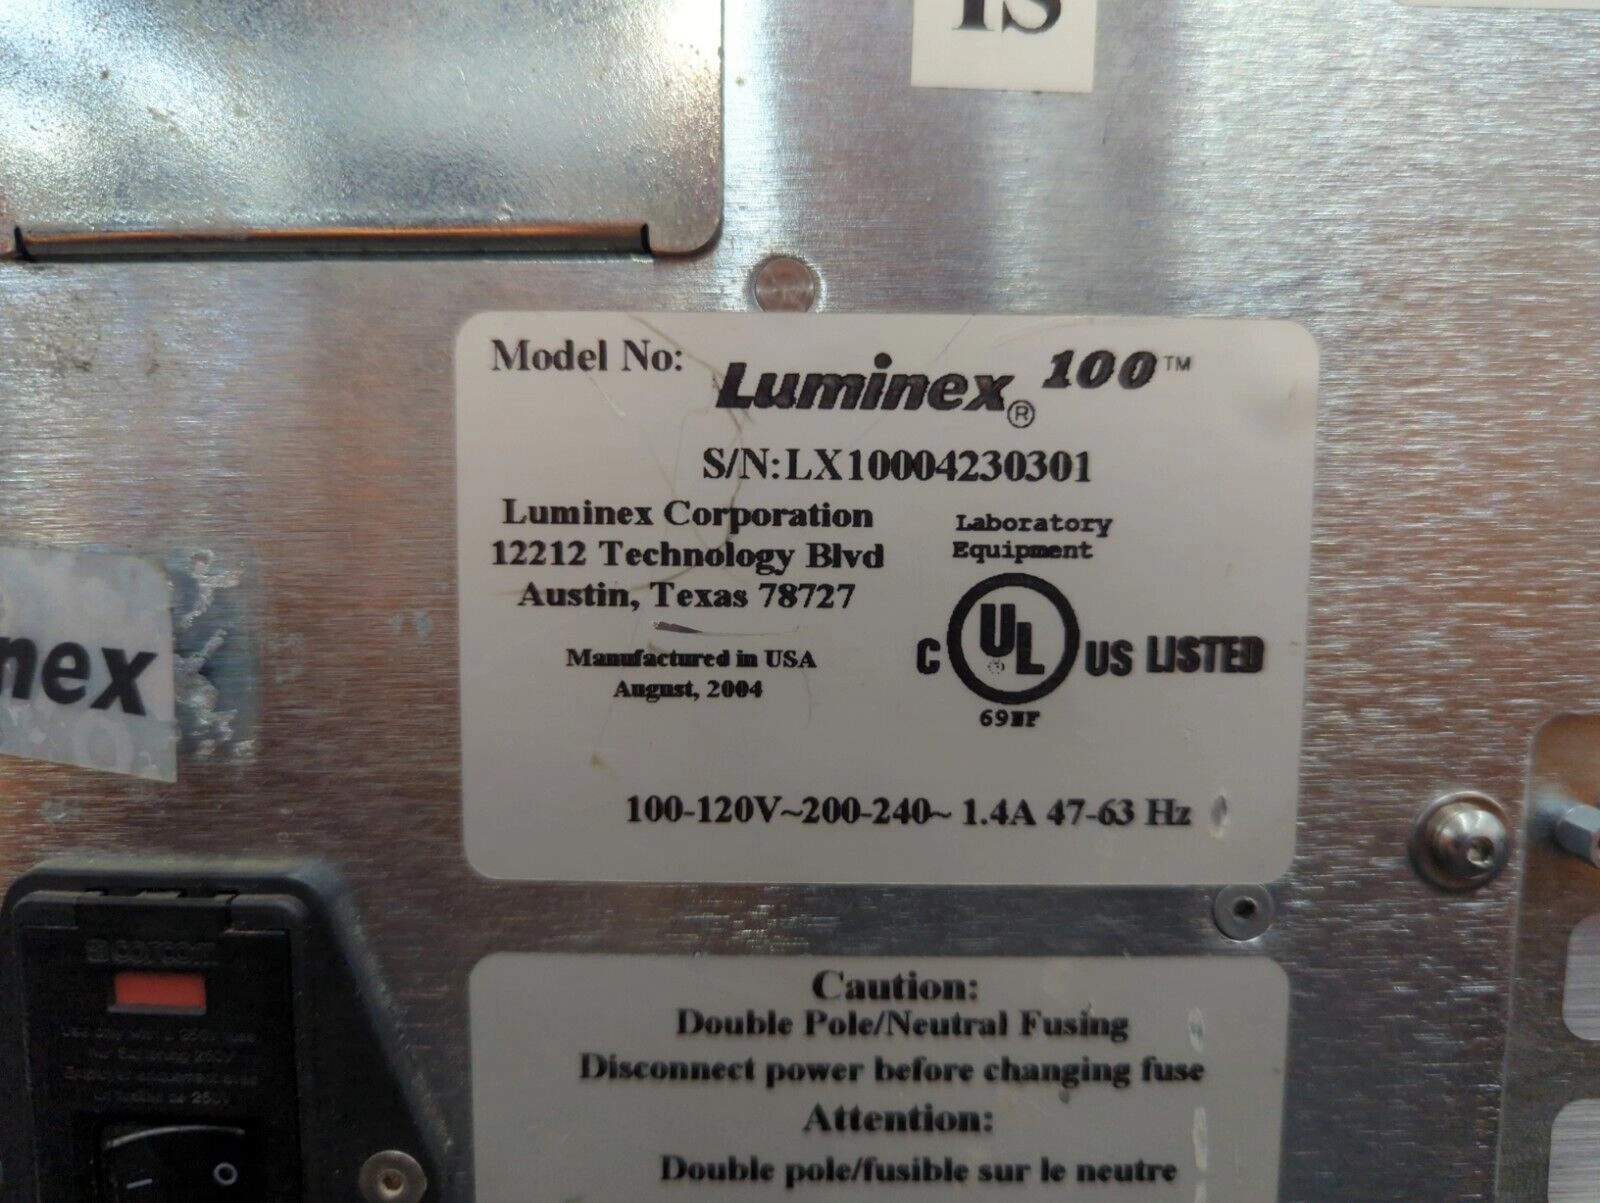 IS
Model No: Luminex® 100™
S/N:LX10004230301
Luminex Corporation
12212 Technology Blvd
Austin, Texas 78727
Manufactured in USA
August, 2004
Laboratory
Equipment
C UL US LISTED
nex
100-120V~200-240~ 1.4A 47-63 Hz
Caution:
Double Pole/Neutral Fusing
Disconnect power before changing fuse
Attention:
Double pole/fusible sur le neutre